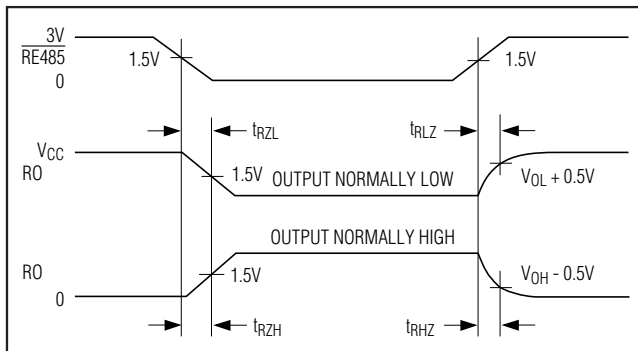 3V
RE485
1.5V
1.5V
0
tRZL
tRLZ
VCC
RO
1.5V
OUTPUT NORMALLY LOW
VOL + 0.5V
OUTPUT NORMALLY HIGH
RO
1.5V
VOH - 0.5V
0
tRZH
tRHZ